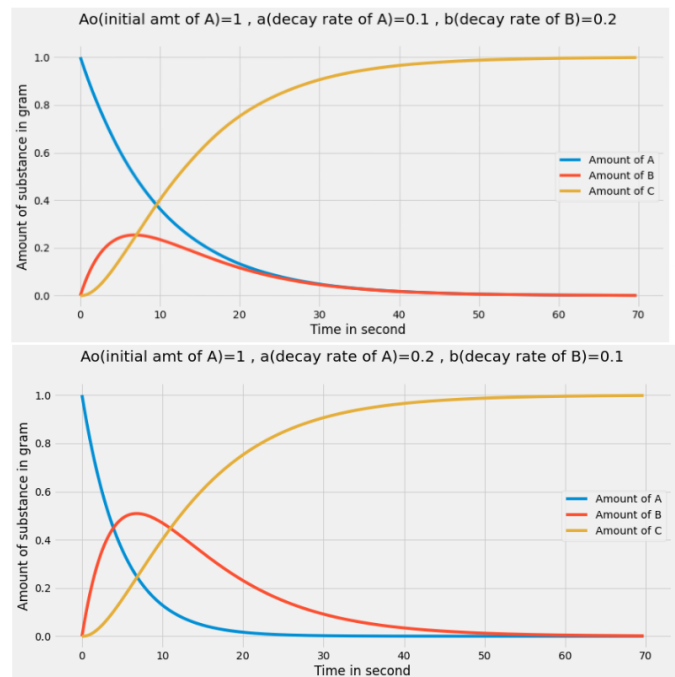 Ao(initial amt of A)=1 , a(decay rate of A)=0.1 , b(decay rate of B)=0.2
Amount of substance in gram
1.0
0.8
0.6
0.4
0.2
0.0
Amount of A
Amount of B
Amount of C
0 10 20 30 40 50 60 70
Time in second
Ao(initial amt of A)=1 , a(decay rate of A)=0.2 , b(decay rate of B)=0.1
Amount of substance in gram
1.0
0.8
0.6
0.4
0.2
0.0
Amount of A
Amount of B
Amount of C
0 10 20 30 40 50 60 70
Time in second